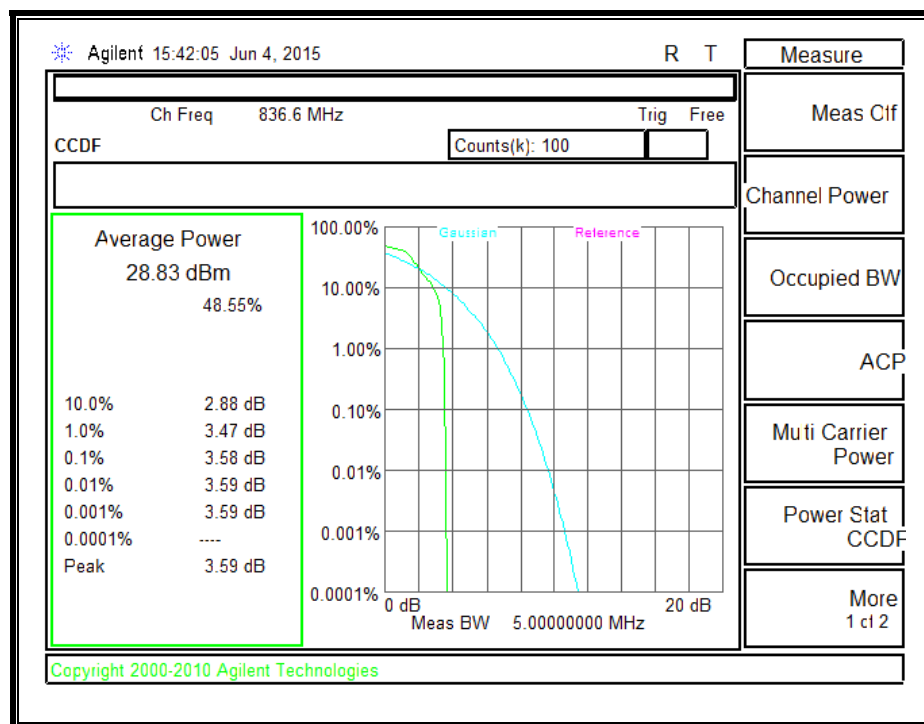 Agilent 15:42:05 Jun 4, 2015 R T
Ch Freq 836.6 MHz Trig Free
CCDF Counts(k): 100
Average Power
28.83 dBm
48.55%
10.0% 2.88 dB
1.0% 3.47 dB
0.1% 3.58 dB
0.01% 3.59 dB
0.001% 3.59 dB
0.0001% ----
Peak 3.59 dB
Gaussian Reference
100.00%
10.00%
1.00%
0.10%
0.01%
0.001%
0.0001%
0 dB 20 dB
Meas BW 5.00000000 MHz
Measure
Meas Off
Channel Power
Occupied BW
ACP
Multi Carrier
Power
Power Stat
CCDF
More
1 of 2
Copyright 2000-2010 Agilent Technologies